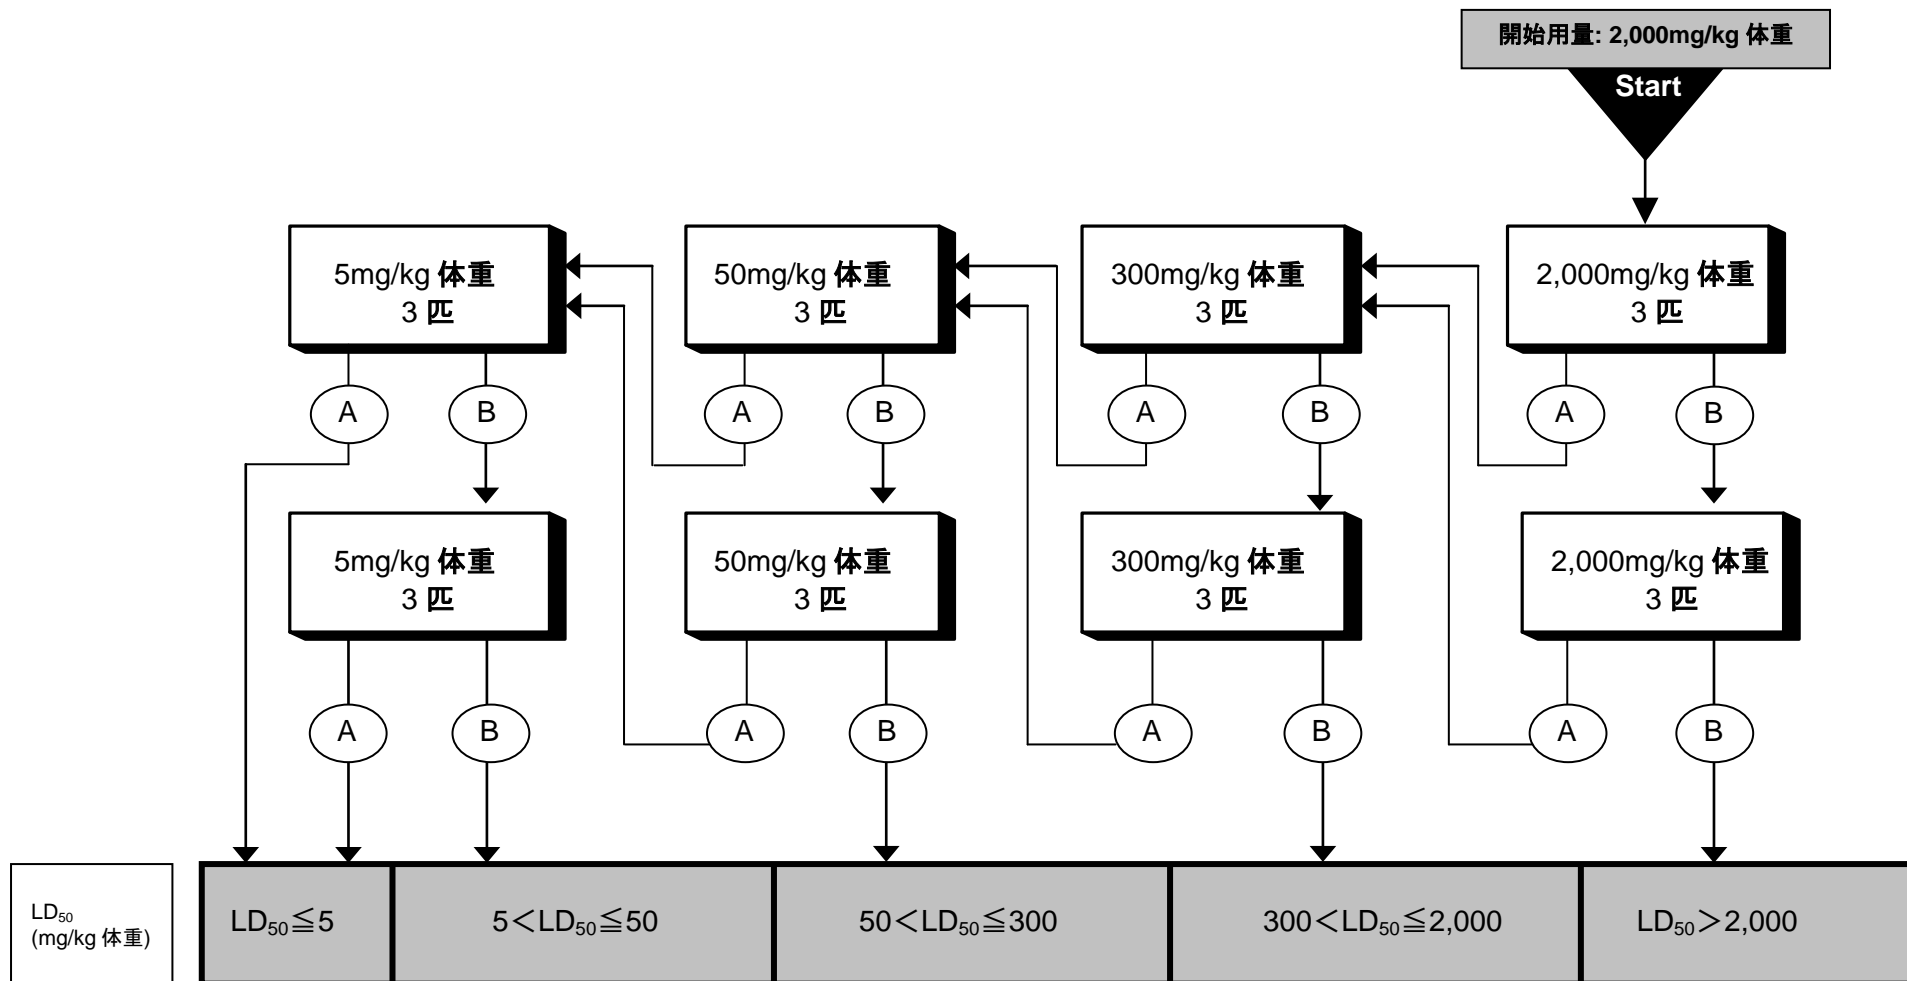 開始用量: 2,000mg/kg 体重
Start
5mg/kg 体重
3 匹
50mg/kg 体重
3 匹
300mg/kg 体重
3 匹
2,000mg/kg 体重
3 匹
A
B
A
B
A
B
A
B
5mg/kg 体重
3 匹
50mg/kg 体重
3 匹
300mg/kg 体重
3 匹
2,000mg/kg 体重
3 匹
A
B
A
B
A
B
A
B
LD₅₀
(mg/kg 体重)
LD₅₀≦5
5<LD₅₀≦50
50<LD₅₀≦300
300<LD₅₀≦2,000
LD₅₀>2,000